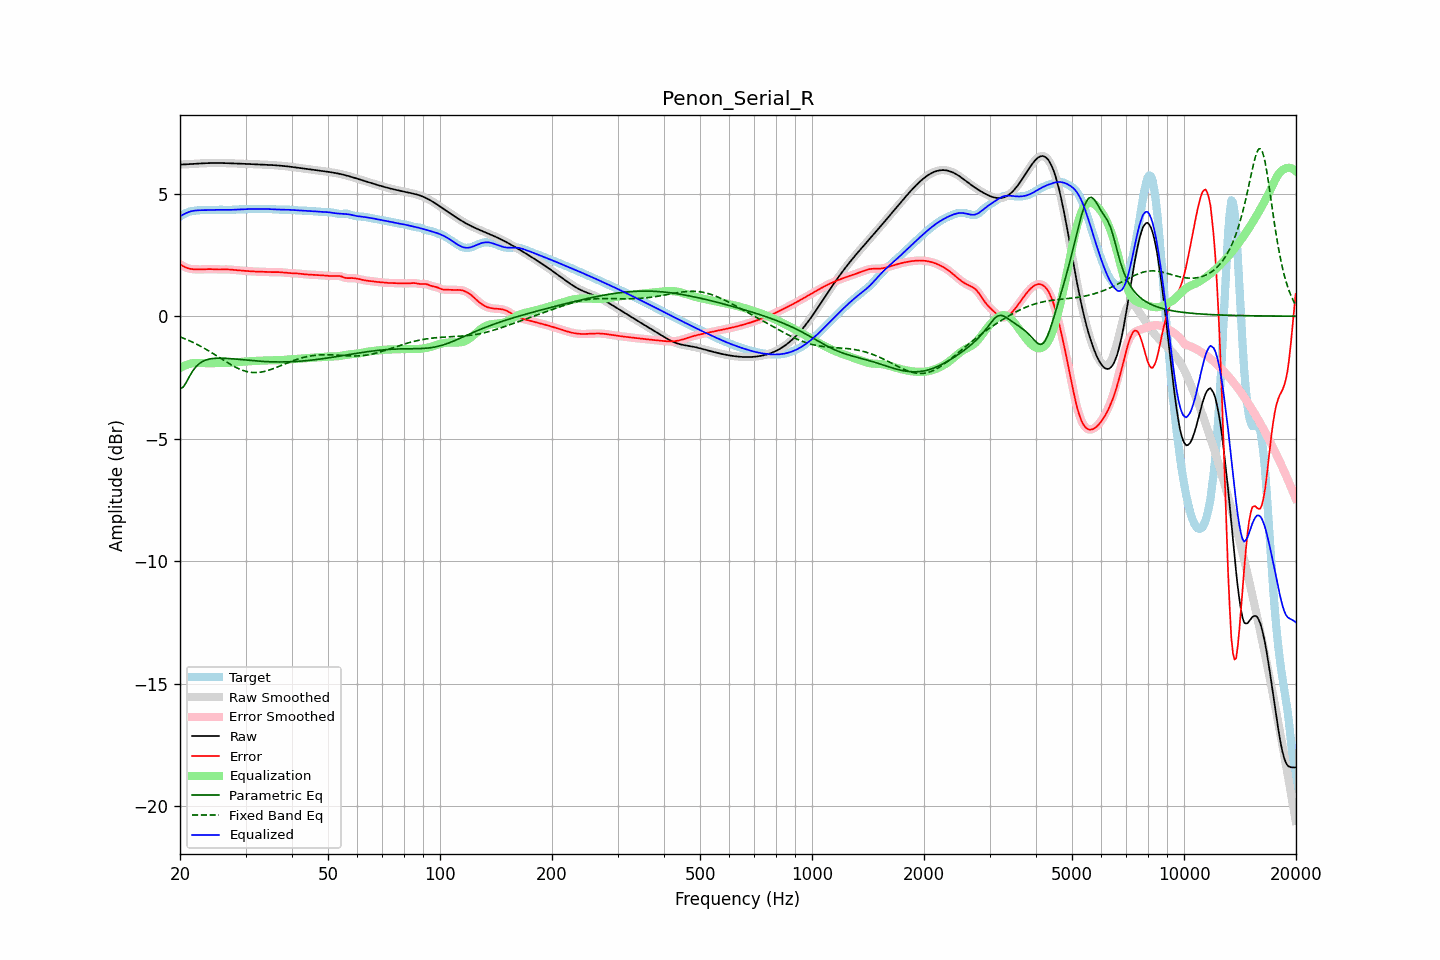 Penon_Serial_R
Amplitude (dBr)
5
0
−5
−10
−15
−20
Target
Raw Smoothed
Error Smoothed
Raw
Error
Equalization
Parametric Eq
Fixed Band Eq
Equalized
20 50 100 200 500 1000 2000 5000 10000 20000
Frequency (Hz)